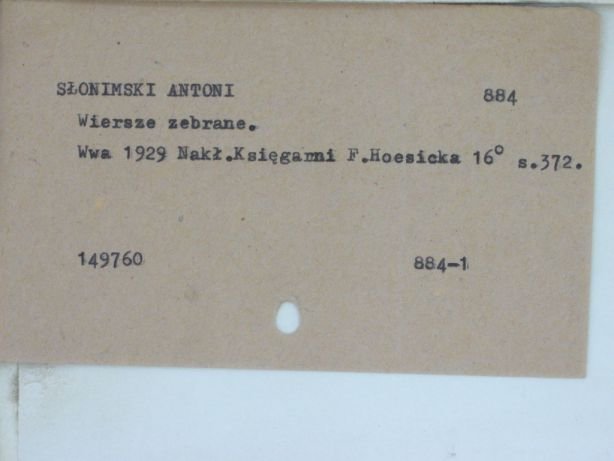 SŁONIMSKI ANTONI 884
Wiersze zebrane.
Wwa 1929 Nakł.Księgarni F.Hoesicka 16° s.372.
149760 884-1